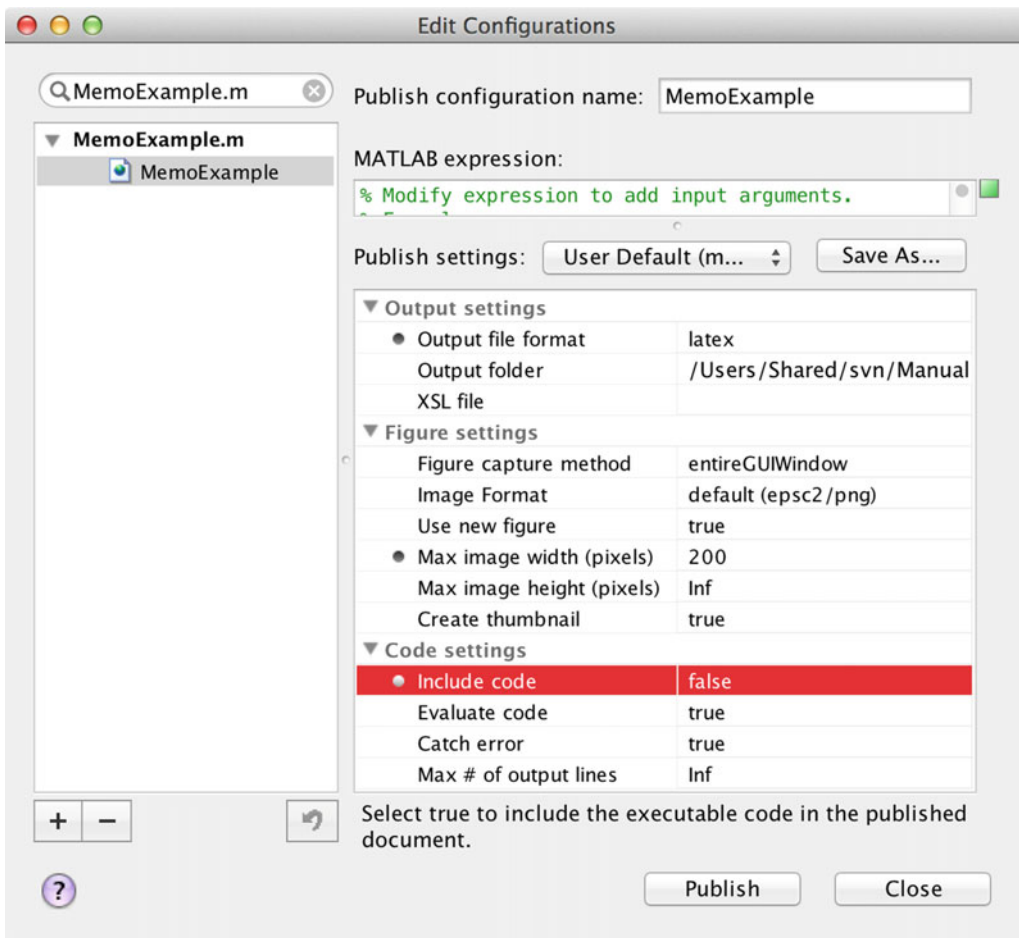 Edit Configurations
MemoExample.m
Publish configuration name: MemoExample
MemoExample.m
MemoExample
MATLAB expression:
% Modify expression to add input arguments.
Publish settings: User Default (m... Save As...
Output settings
Output file format latex
Output folder /Users/Shared/svn/Manual
XSL file
Figure settings
Figure capture method entireGUIWindow
Image Format default (epsc2/png)
Use new figure true
Max image width (pixels) 200
Max image height (pixels) Inf
Create thumbnail true
Code settings
Include code false
Evaluate code true
Catch error true
Max # of output lines Inf
+ −
Select true to include the executable code in the published
document.
? Publish Close